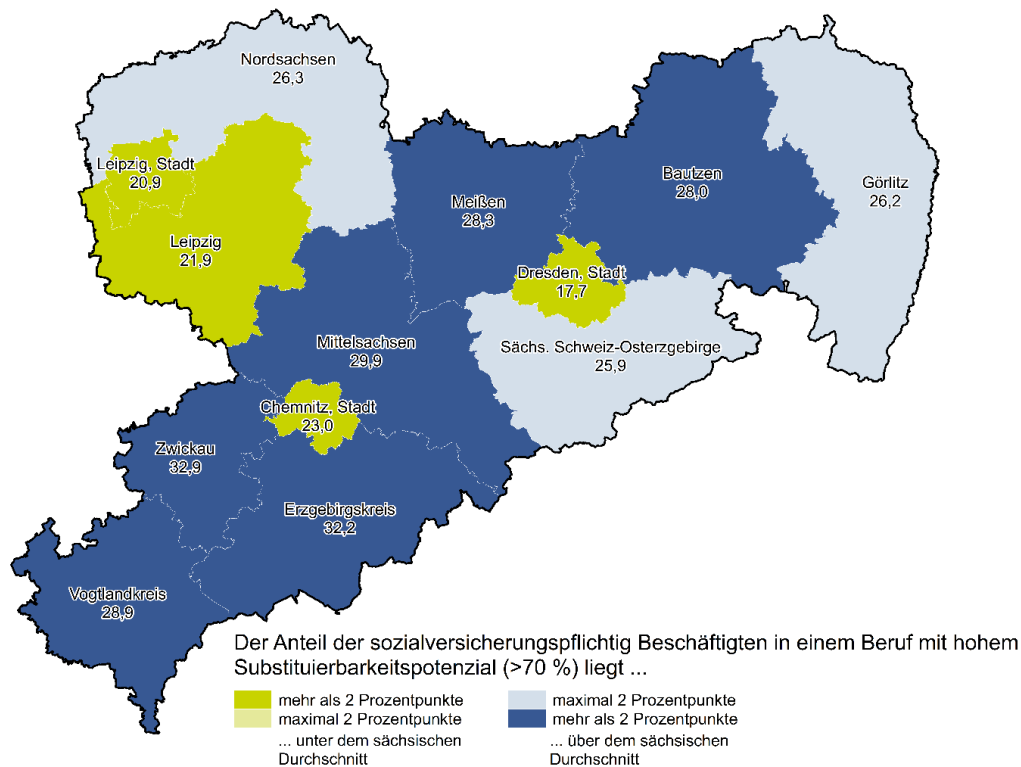 Nordsachsen
26,3
Leipzig, Stadt
20,9
Leipzig
21,9
Meißen
28,3
Bautzen
28,0
Görlitz
26,2
Dresden, Stadt
17,7
Mittelsachsen
29,9
Sächs. Schweiz-Osterzgebirge
25,9
Chemnitz, Stadt
23,0
Zwickau
32,9
Erzgebirgskreis
32,2
Vogtlandkreis
28,9
Der Anteil der sozialversicherungspflichtig Beschäftigten in einem Beruf mit hohem
Substituierbarkeitspotenzial (>70 %) liegt ...
mehr als 2 Prozentpunkte
maximal 2 Prozentpunkte
... unter dem sächsischen
Durchschnitt
maximal 2 Prozentpunkte
mehr als 2 Prozentpunkte
... über dem sächsischen
Durchschnitt